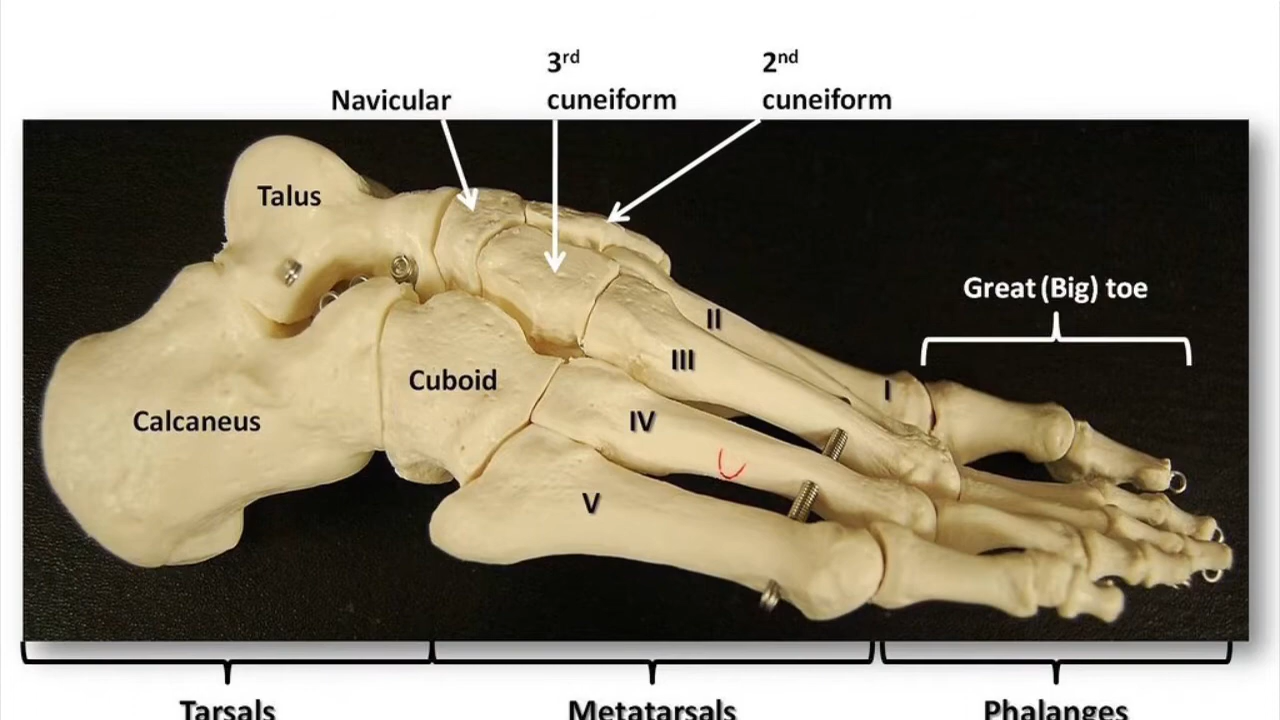 3rd
cuneiform
2nd
cuneiform
Navicular
Talus
Great (Big) toe
II
III
I
Cuboid
Calcaneus
IV
V
Tarsals
Metatarsals
Phalanges